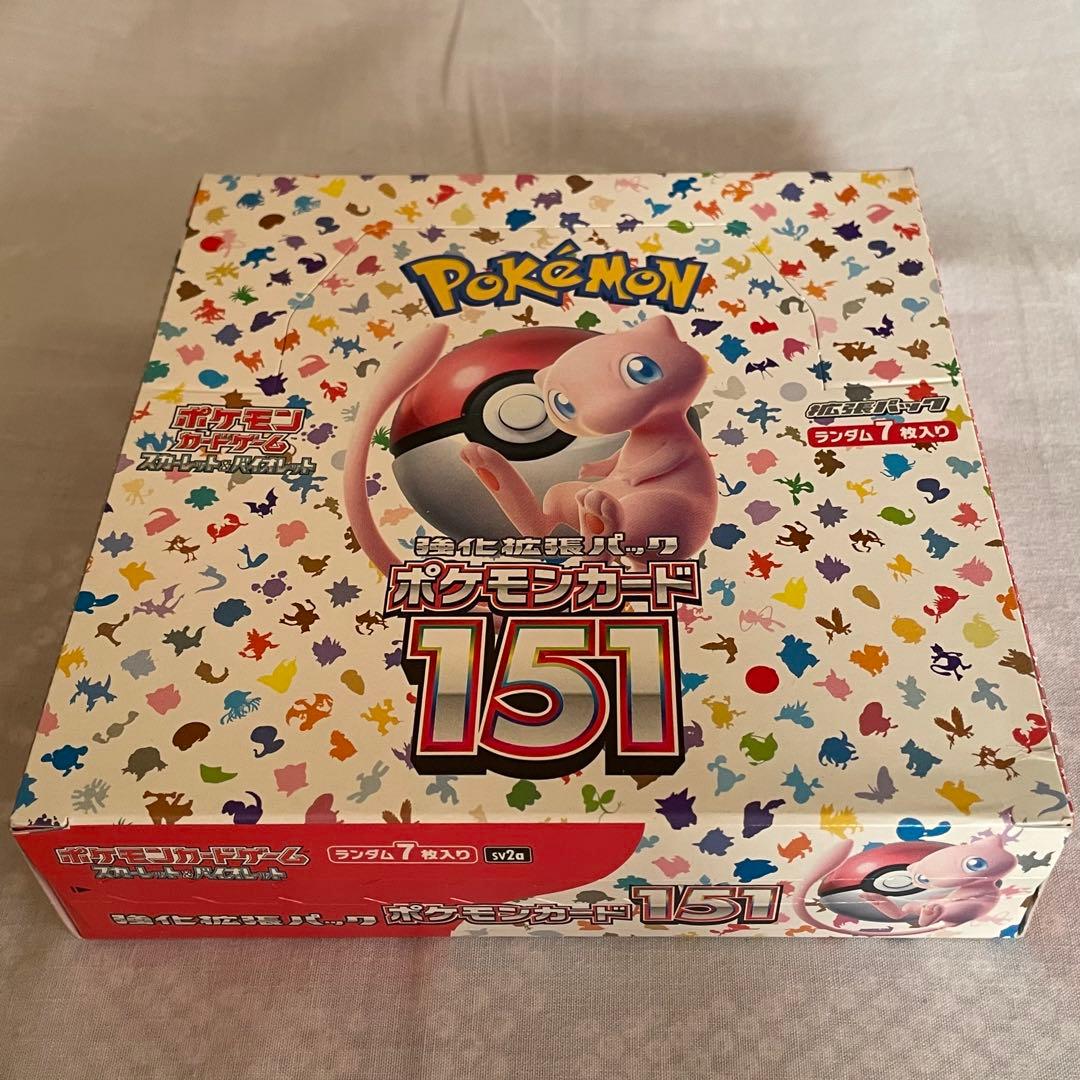 POKéMON
TM
ポケモン
カードゲーム
スカーレット&バイオレット
拡張パック
ランダム7枚入り
強化拡張パック
ポケモンカード
151
ポケモンカードゲーム
スカーレット&バイオレット
ランダム7枚入り
sv2a
強化拡張パック ポケモンカード 151